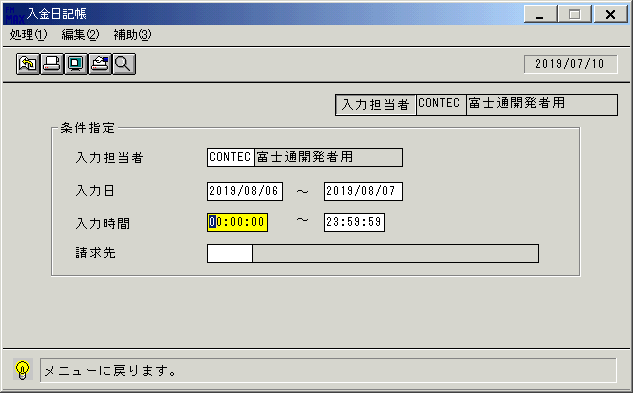 入金日記帳
処理(1) 編集(2) 補助(3)
2019/07/10
入力担当者 CONTEC 富士通開発者用
条件指定
入力担当者 CONTEC 富士通開発者用
入力日 2019/08/06 ～ 2019/08/07
入力時間 00:00:00 ～ 23:59:59
請求先
メニューに戻ります。